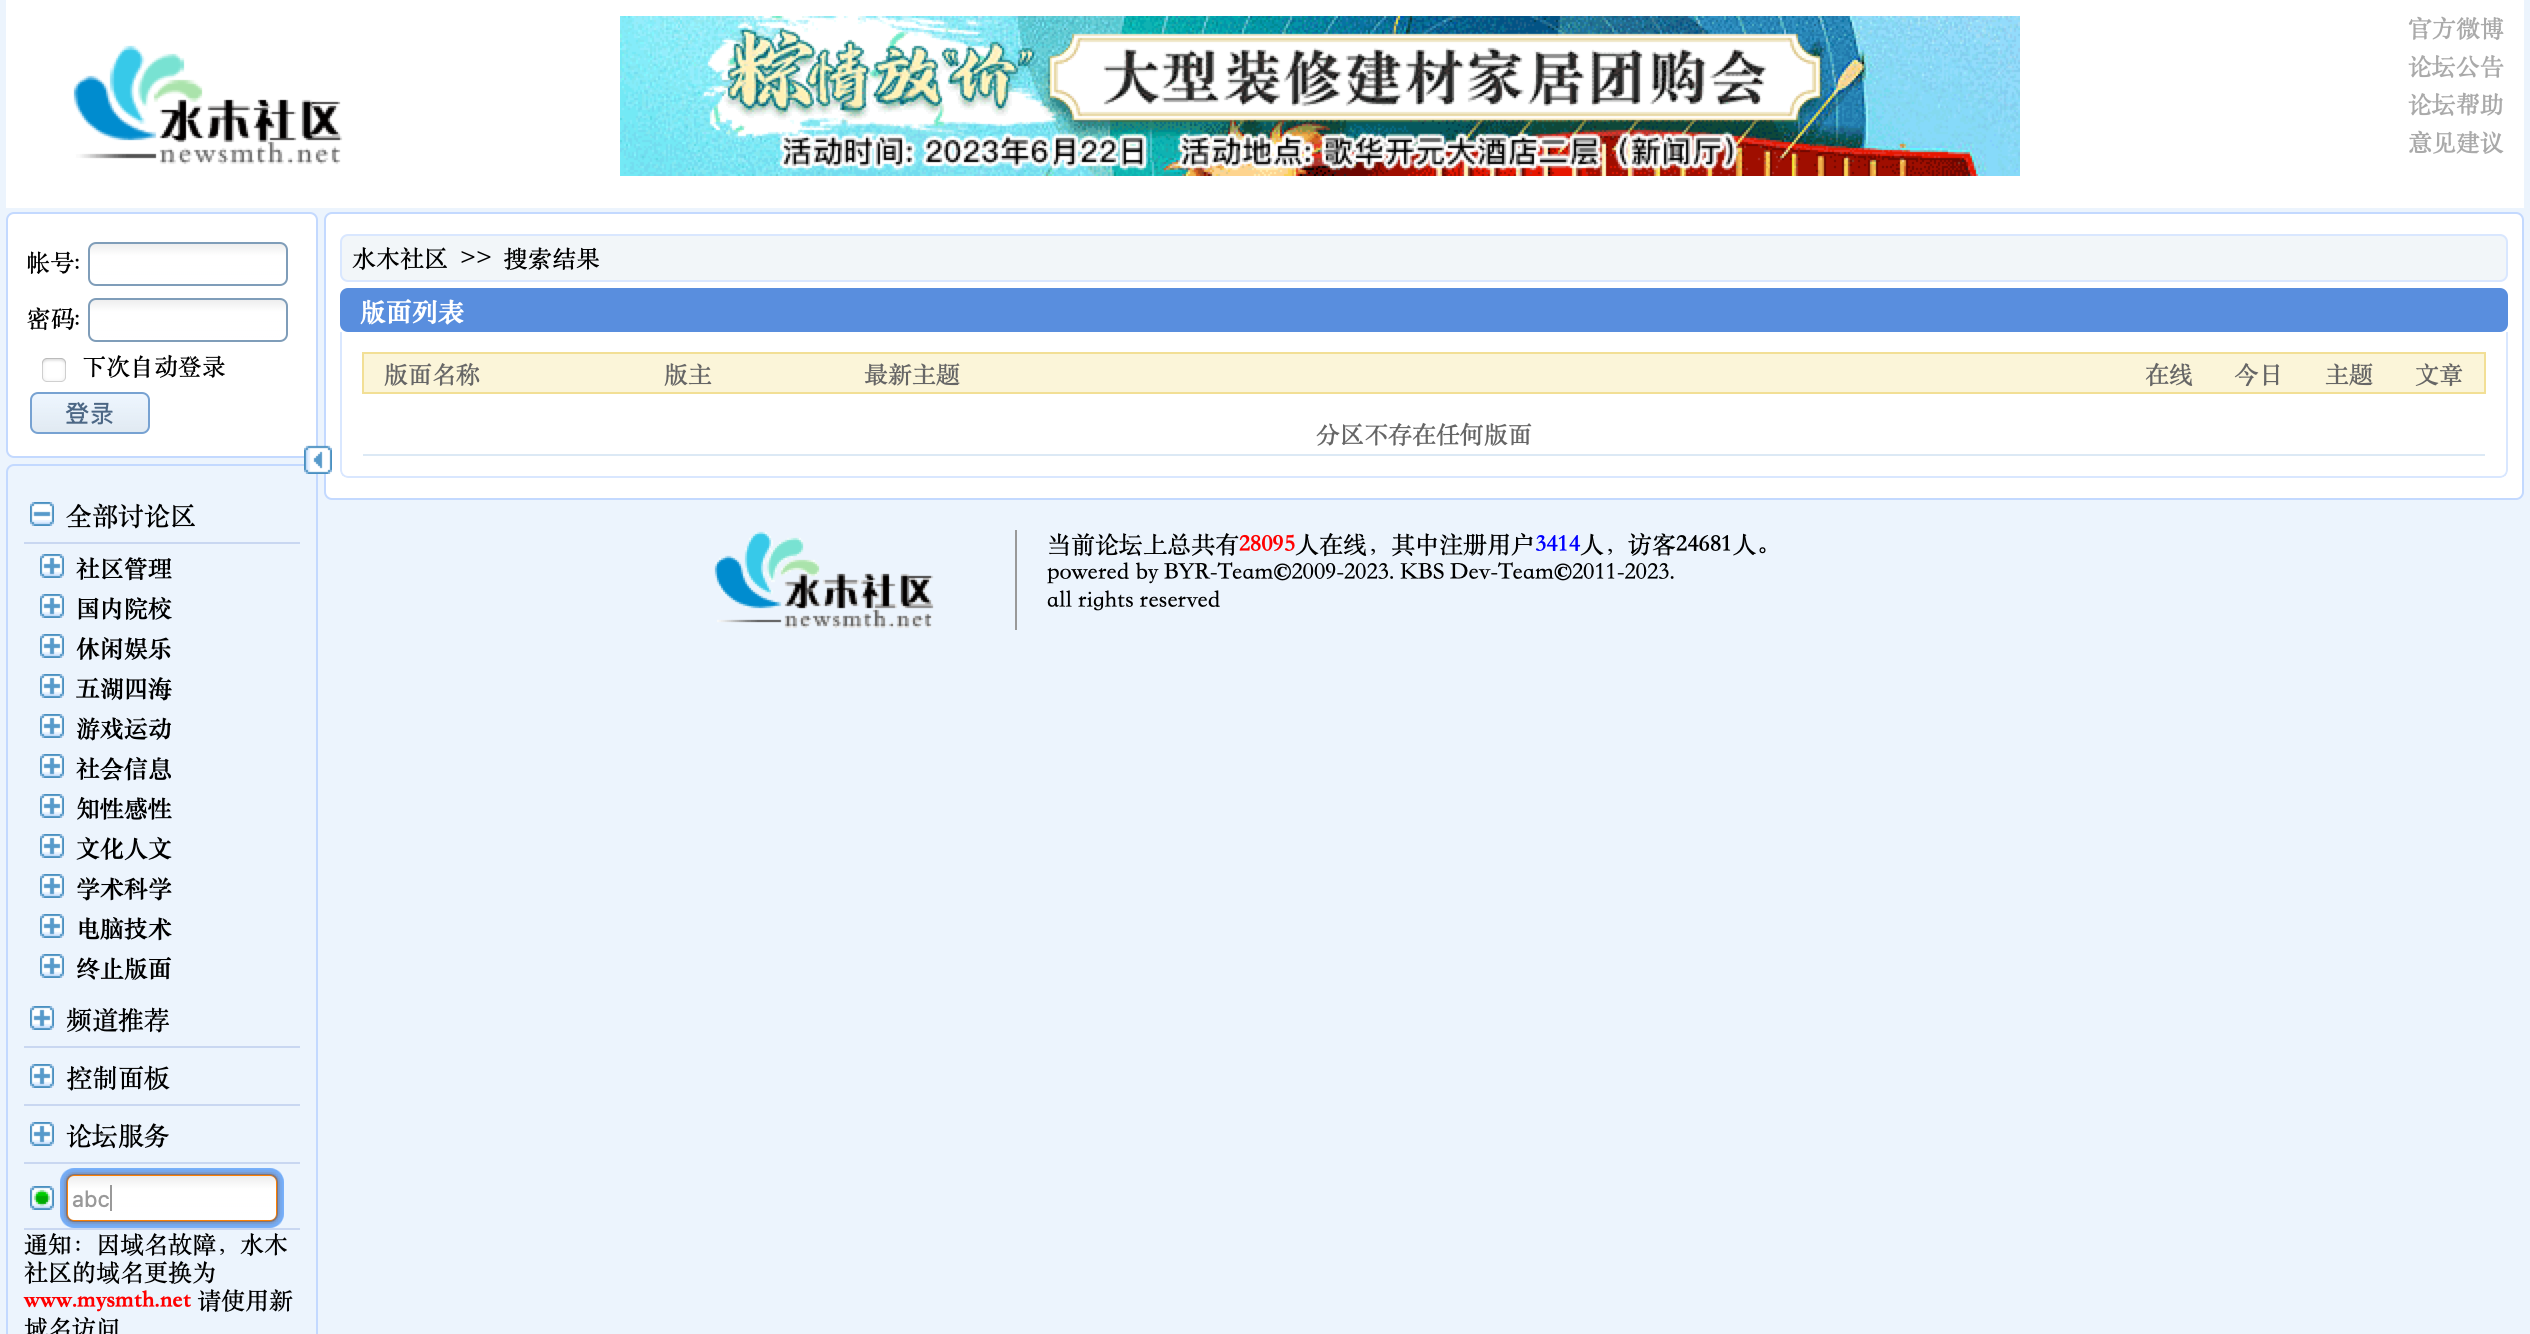 水木社区
newsmth.net
粽情放“价”
大型装修建材家居团购会
活动时间: 2023年6月22日 活动地点: 歌华开元大酒店二层（新闻厅）
官方微博
论坛公告
论坛帮助
意见建议
帐号:
密码:
下次自动登录
登录
全部讨论区
社区管理
国内院校
休闲娱乐
五湖四海
游戏运动
社会信息
知性感性
文化人文
学术科学
电脑技术
终止版面
频道推荐
控制面板
论坛服务
abc
通知：因域名故障，水木
社区的域名更换为
www.mysmth.net 请使用新
域名访问
水木社区 >> 搜索结果
版面列表
版面名称 版主 最新主题 在线 今日 主题 文章
分区不存在任何版面
水木社区
newsmth.net
当前论坛上总共有28095人在线，其中注册用户3414人，访客24681人。
powered by BYR-Team©2009-2023. KBS Dev-Team©2011-2023.
all rights reserved